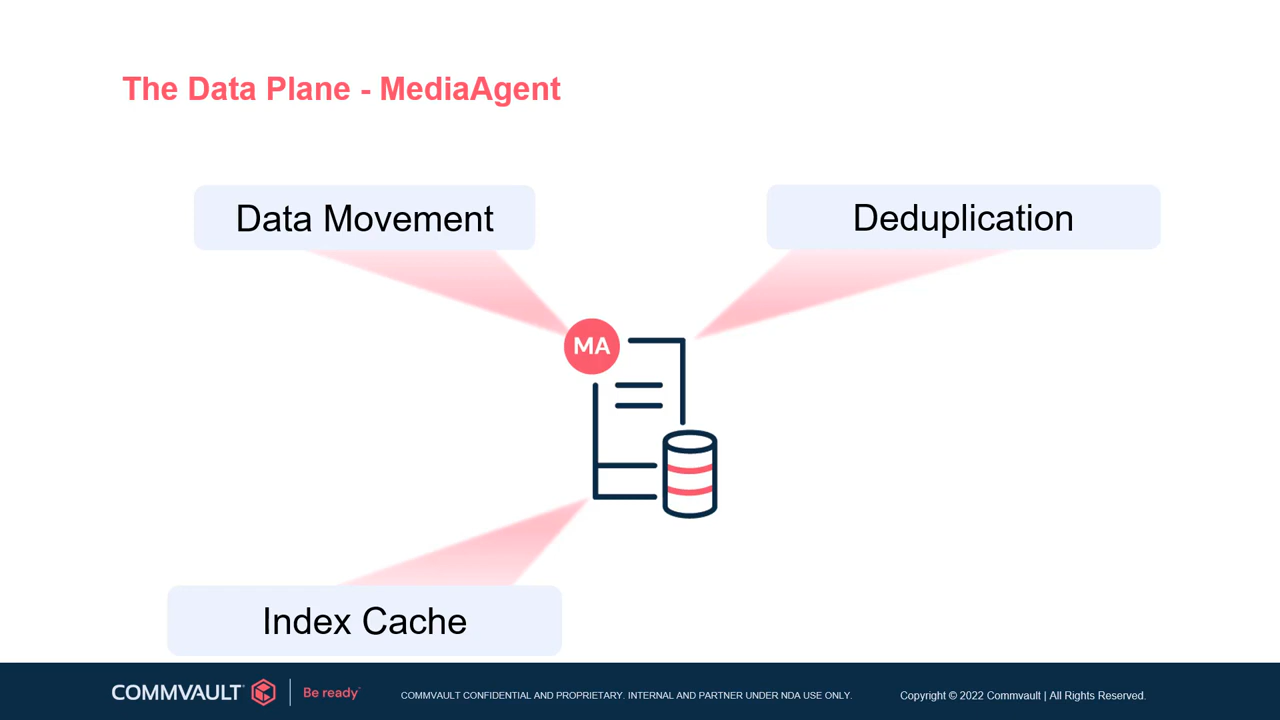 The Data Plane - MediaAgent
Data Movement
Deduplication
MA
Index Cache
COMMVAULT
Be ready
COMMVAULT CONFIDENTIAL AND PROPRIETARY. INTERNAL AND PARTNER UNDER NDA USE ONLY.
Copyright © 2022 Commvault | All Rights Reserved.